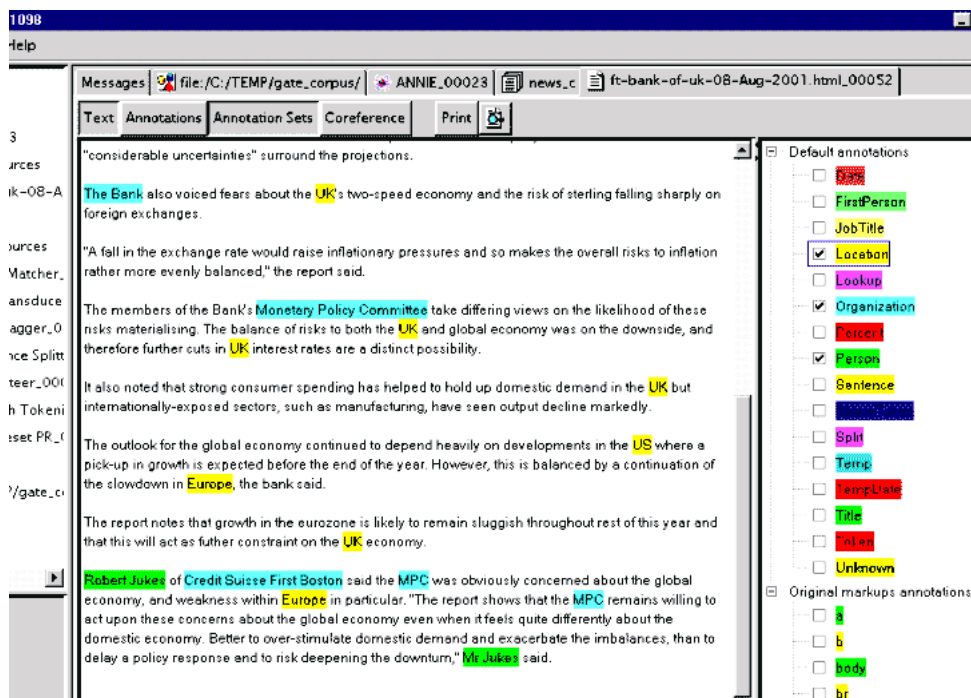 1098
Help
Messages file:/C:/TEMP/gate_corpus/ ANNIE_00023 news_c ft-bank-of-uk-08-Aug-2001.html_00052
Text Annotations Annotation Sets Coreference Print
3
urces
uk-08-A
ources
Matcher_
ansduce
agger_0
nce Splitt
teer_00(
h Tokeni
eset PR_(
?/gate_c
"considerable uncertainties" surround the projections.
The Bank also voiced fears about the UK's two-speed economy and the risk of sterling falling sharply on
foreign exchanges.
"A fall in the exchange rate would raise inflationary pressures and so makes the overall risks to inflation
rather more evenly balanced," the report said.
The members of the Bank's Monetary Policy Committee take differing views on the likelihood of these
risks materialising. The balance of risks to both the UK and global economy was on the downside, and
therefore further cuts in UK interest rates are a distinct possibility.
It also noted that strong consumer spending has helped to hold up domestic demand in the UK but
internationally-exposed sectors, such as manufacturing, have seen output decline markedly.
The outlook for the global economy continued to depend heavily on developments in the US where a
pick-up in growth is expected before the end of the year. However, this is balanced by a continuation of
the slowdown in Europe, the bank said.
The report notes that growth in the eurozone is likely to remain sluggish throughout rest of this year and
that this will act as futher constraint on the UK economy.
Robert Jukes of Credit Suisse First Boston said the MPC was obviously concerned about the global
economy, and weakness within Europe in particular. "The report shows that the MPC remains willing to
act upon these concerns about the global economy even when it feels quite differently about the
domestic economy. Better to over-stimulate domestic demand and exacerbate the imbalances, than to
delay a policy response and to risk deepening the downturn," Mr Jukes said.
Default annotations
Date
FirstPerson
JobTitle
Location
Lookup
Organization
Percent
Person
Sentence
Split
Temp
TempDate
Title
Token
Unknown
Original markups annotations
a
b
body
br